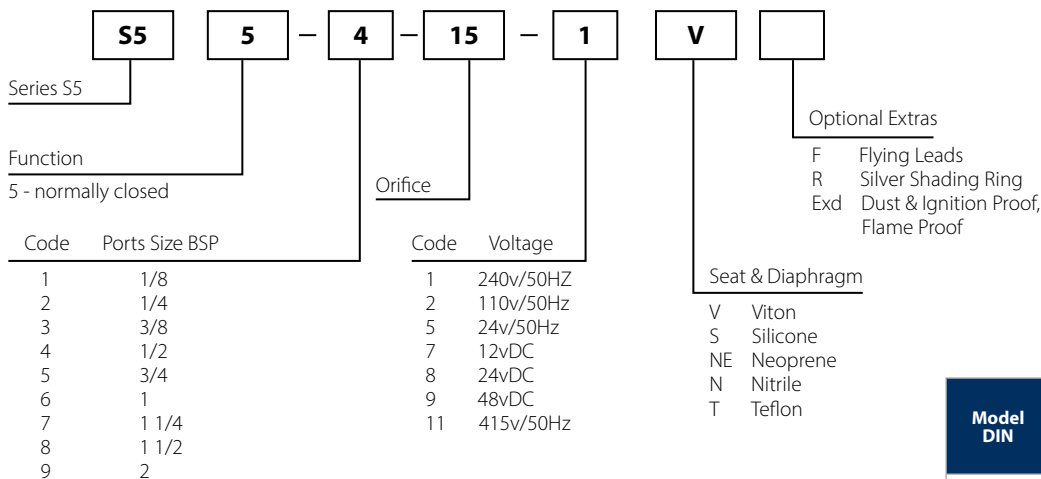 S5 5 – 4 – 15 – 1 V
Series S5
Function
5 - normally closed
Orifice
Optional Extras
F Flying Leads
R Silver Shading Ring
Exd Dust & Ignition Proof,
Flame Proof
Code Ports Size BSP
1 1/8
2 1/4
3 3/8
4 1/2
5 3/4
6 1
7 1 1/4
8 1 1/2
9 2
Code Voltage
1 240v/50HZ
2 110v/50Hz
5 24v/50Hz
7 12vDC
8 24vDC
9 48vDC
11 415v/50Hz
Seat & Diaphragm
V Viton
S Silicone
NE Neoprene
N Nitrile
T Teflon
Model
DIN